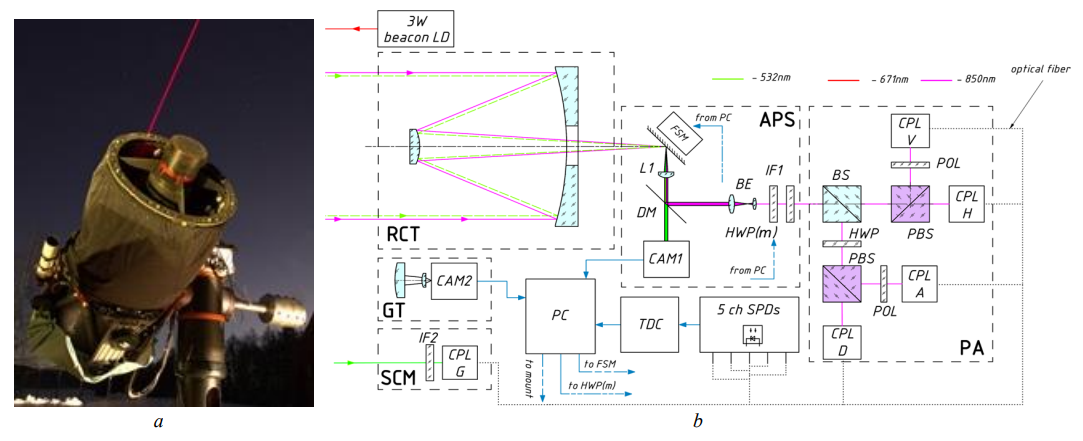 3W
beacon LD
optical fiber
- 532nm
- 671nm
- 850nm
RCT
from PC
APS
FSM
L1
DM
BE
IF1
HWP(m)
from PC
CAM1
CPL
V
POL
BS
PBS
CPL
H
HWP
PBS
CPL
A
POL
CPL
D
PA
CAM2
GT
IF2
CPL
G
SCM
PC
TDC
5 ch SPDs
to FSM
to HWP(m)
to mount
a
b